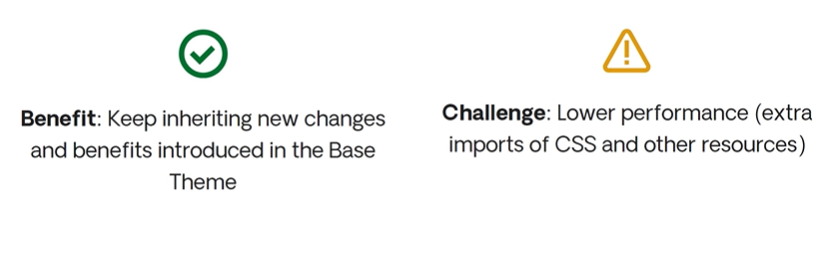 Benefit: Keep inheriting new changes
and benefits introduced in the Base
Theme
Challenge: Lower performance (extra
imports of CSS and other resources)